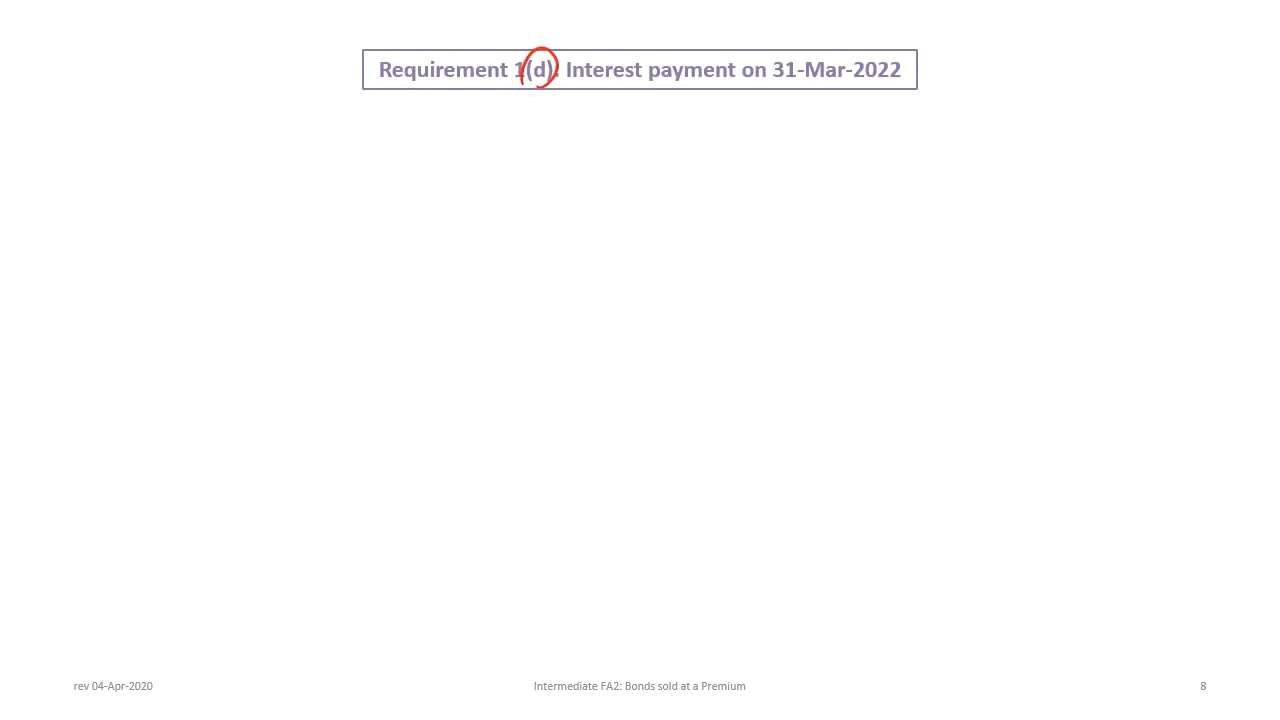 Requirement 1(d): Interest payment on 31-Mar-2022
rev 04-Apr-2020
Intermediate FA2: Bonds sold at a Premium
8